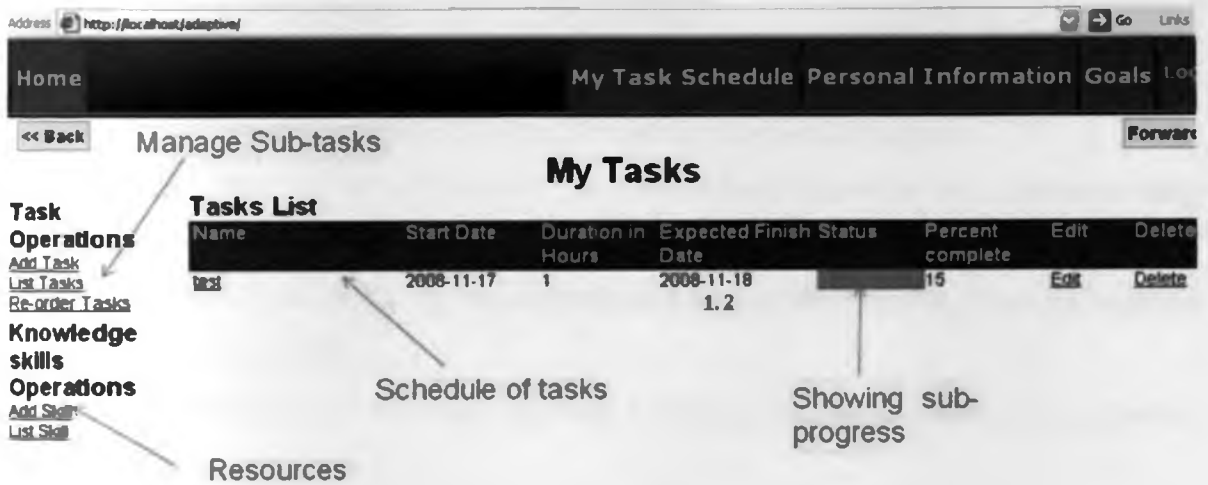 Address http://localhost/adaptive/ Go Links
Home My Task Schedule Personal Information Goals Log
<< Back Forward
Manage Sub-tasks
My Tasks
Task
Operations
Add Task
List Tasks
Re-order Tasks
Knowledge
skills
Operations
Add Skill
List Skill
Tasks List
Name Start Date Duration in Hours Expected Finish Date Status Percent complete Edit Delete
test 2008-11-17 1 2008-11-18 15 Edit Delete
1.2
Schedule of tasks
Showing sub-
progress
Resources